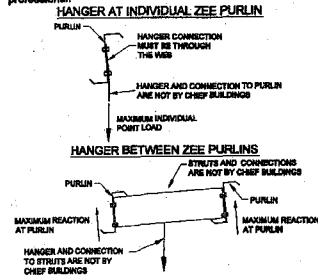 HANGER AT INDIVIDUAL ZEE PURLIN
PURLIN
HANGER CONNECTION
MUST BE THROUGH
THE WEB
HANGER AND CONNECTION TO PURLIN
ARE NOT BY CHIEF BUILDINGS
MAXIMUM INDIVIDUAL
POINT LOAD
HANGER BETWEEN ZEE PURLINS
STRUTS AND CONNECTIONS
ARE NOT BY CHIEF BUILDINGS
PURLIN
PURLIN
MAXIMUM REACTION
AT PURLIN
MAXIMUM REACTION
AT PURLIN
HANGER AND CONNECTION
TO STRUTS ARE NOT BY
CHIEF BUILDINGS